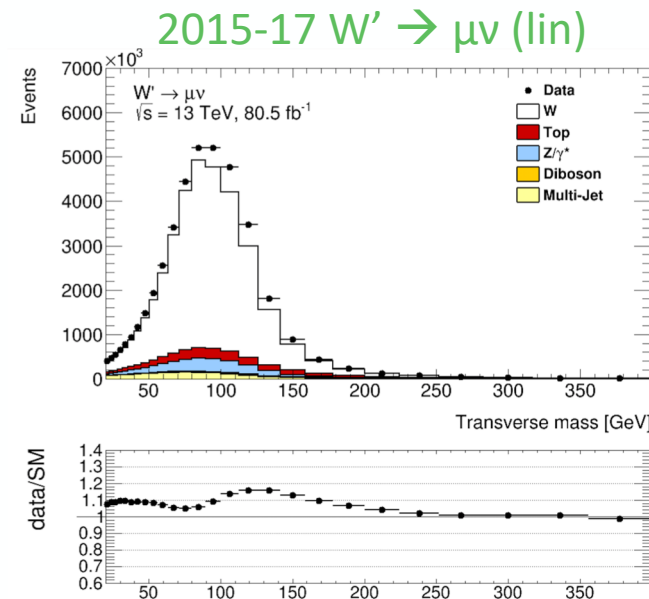 2015-17 W’ → μν (lin)
×10³
7000
6000
5000
4000
3000
2000
1000
0
Events
W' → μν
√s = 13 TeV, 80.5 fb⁻¹
Data
W
Top
Z/γ*
Diboson
Multi-Jet
50 100 150 200 250 300 350
Transverse mass [GeV]
data/SM
1.4
1.3
1.2
1.1
1
0.9
0.8
0.7
0.6
50 100 150 200 250 300 350